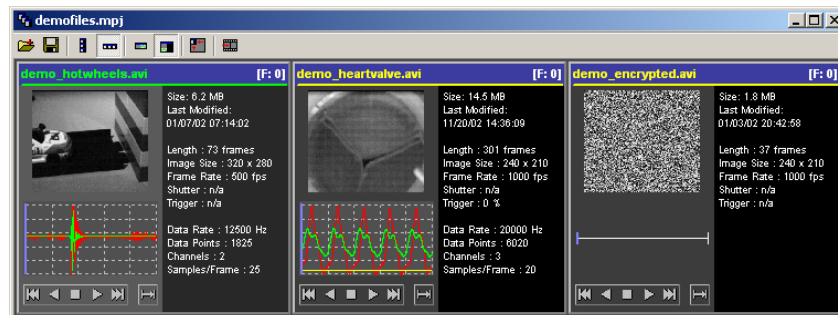 demofiles.mpj
demo_hotwheels.avi [F: 0]
Size: 6.2 MB
Last Modified:
01/07/02 07:14:02
Length : 73 frames
Image Size : 320 x 280
Frame Rate : 500 fps
Shutter : n/a
Trigger : n/a
Data Rate : 12500 Hz
Data Points : 1825
Channels : 2
Samples/Frame : 25
demo_heartvalve.avi [F: 0]
Size: 14.5 MB
Last Modified:
11/20/02 14:36:09
Length : 301 frames
Image Size : 240 x 210
Frame Rate : 1000 fps
Shutter : n/a
Trigger : 0 %
Data Rate : 20000 Hz
Data Points : 6020
Channels : 3
Samples/Frame : 20
demo_encrypted.avi [F: 0]
Size: 1.8 MB
Last Modified:
01/03/02 20:42:58
Length : 37 frames
Image Size : 240 x 210
Frame Rate : 1000 fps
Shutter : n/a
Trigger : n/a